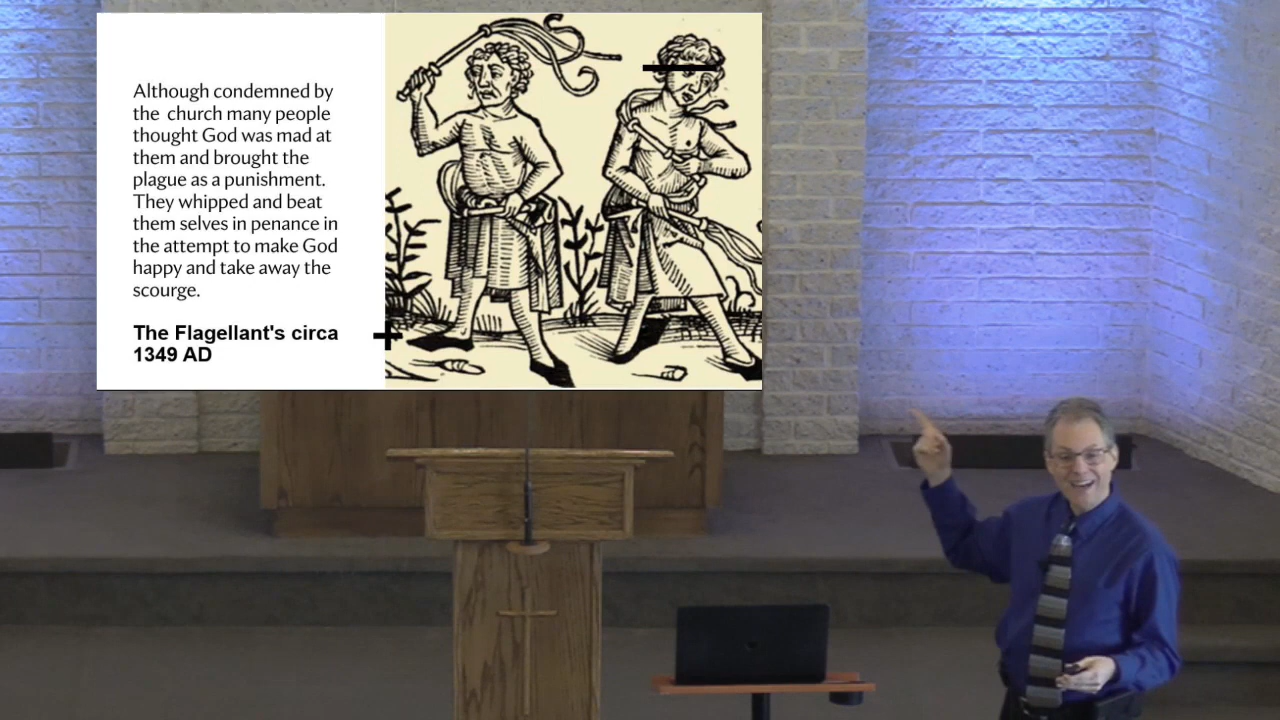 Although condemned by
the church many people
thought God was mad at
them and brought the
plague as a punishment.
They whipped and beat
them selves in penance in
the attempt to make God
happy and take away the
scourge.
The Flagellant's circa
1349 AD